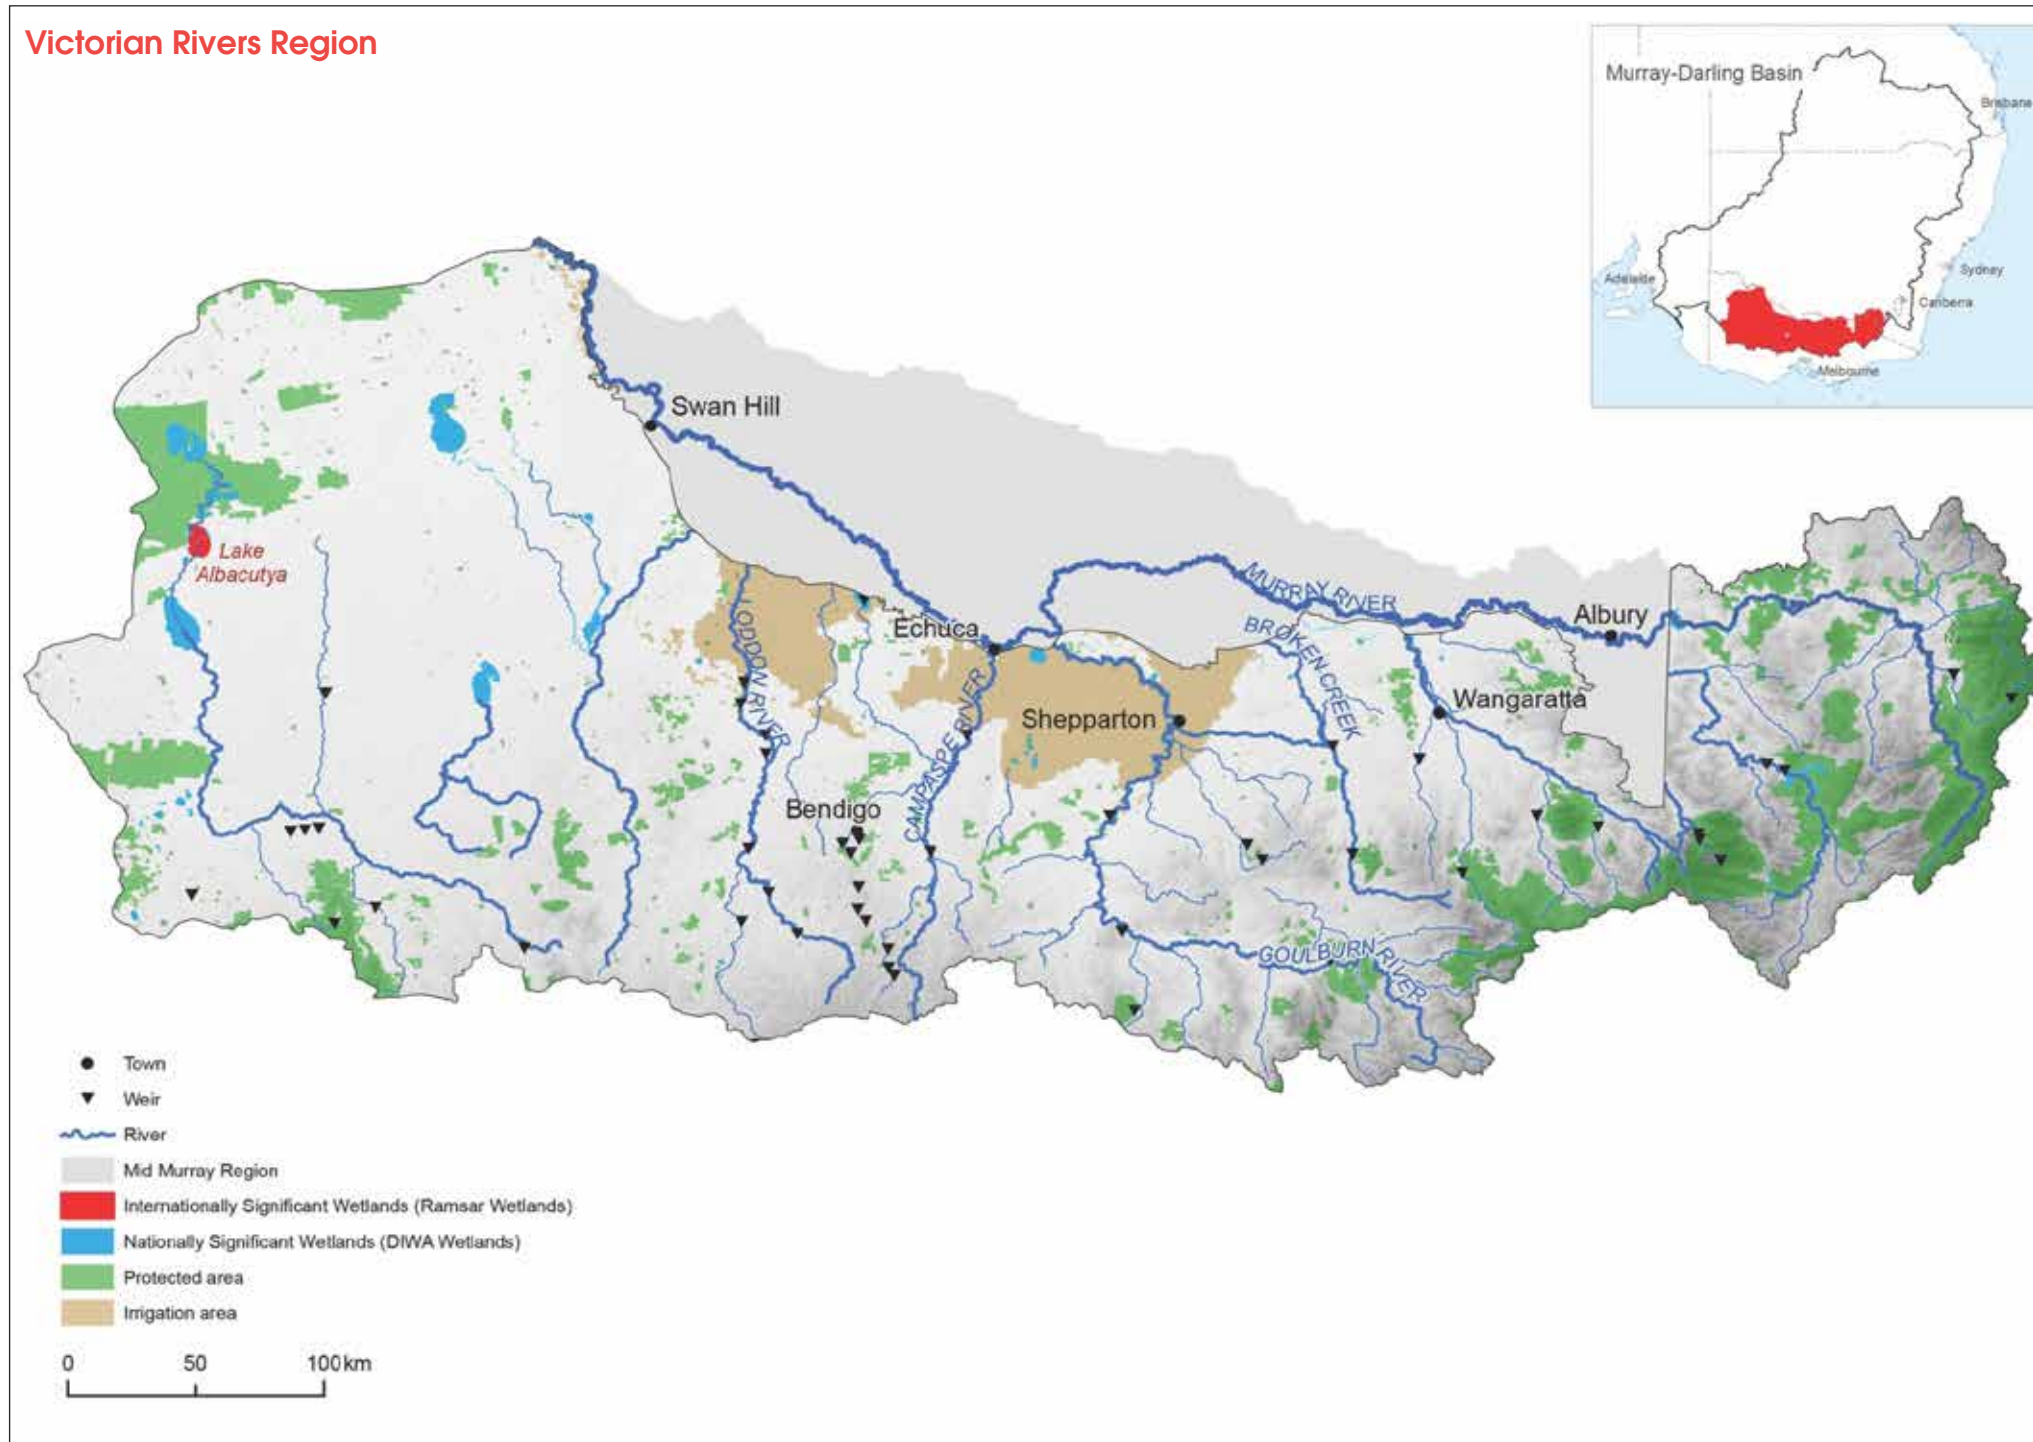 Victorian Rivers Region
Murray-Darling Basin
Brisbane
Adelaide
Sydney
Canberra
Melbourne
Swan Hill
Lake
Albacutya
MURRAY RIVER
Albury
BROKEN CREEK
Echuca
LODDON RIVER
CAMPASPE RIVER
Wangaratta
Shepparton
Bendigo
GOULBURN RIVER
Town
Weir
River
Mid Murray Region
Internationally Significant Wetlands (Ramsar Wetlands)
Nationally Significant Wetlands (DIWA Wetlands)
Protected area
Irrigation area
0 50 100 km